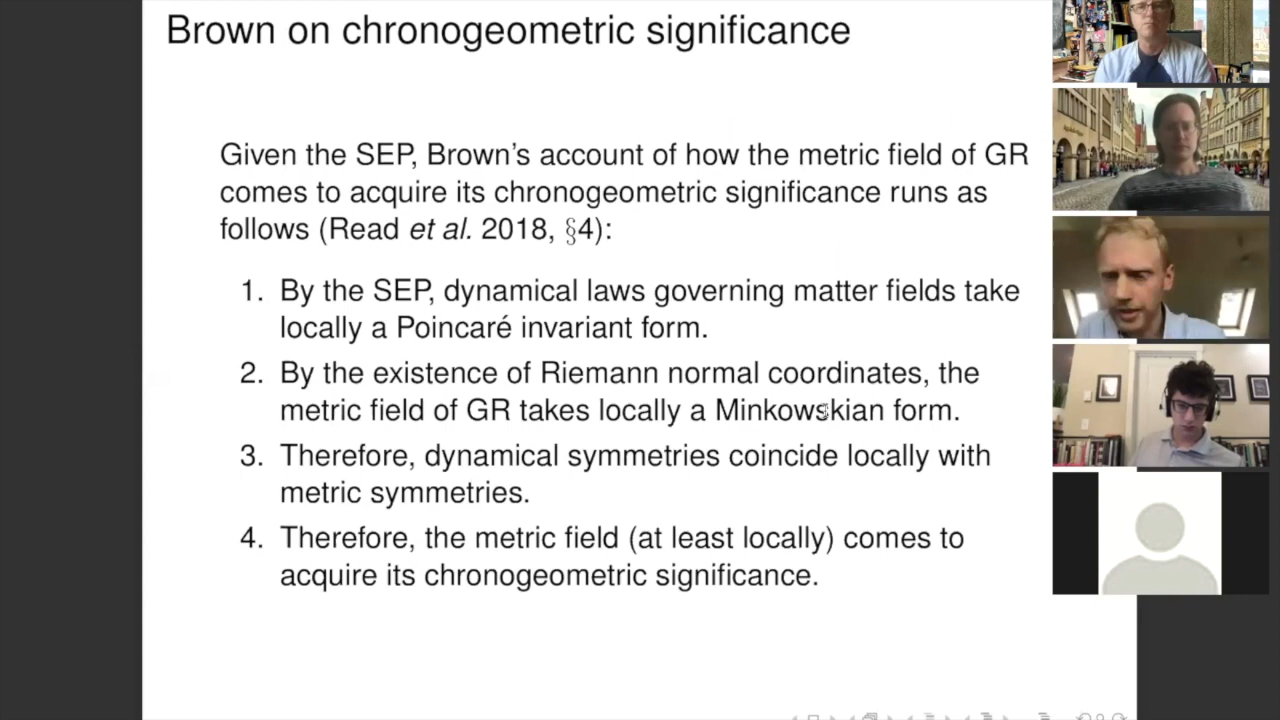 Brown on chronogeometric significance
Given the SEP, Brown's account of how the metric field of GR
comes to acquire its chronogeometric significance runs as
follows (Read et al. 2018, §4):
1. By the SEP, dynamical laws governing matter fields take
locally a Poincaré invariant form.
2. By the existence of Riemann normal coordinates, the
metric field of GR takes locally a Minkowskian form.
3. Therefore, dynamical symmetries coincide locally with
metric symmetries.
4. Therefore, the metric field (at least locally) comes to
acquire its chronogeometric significance.